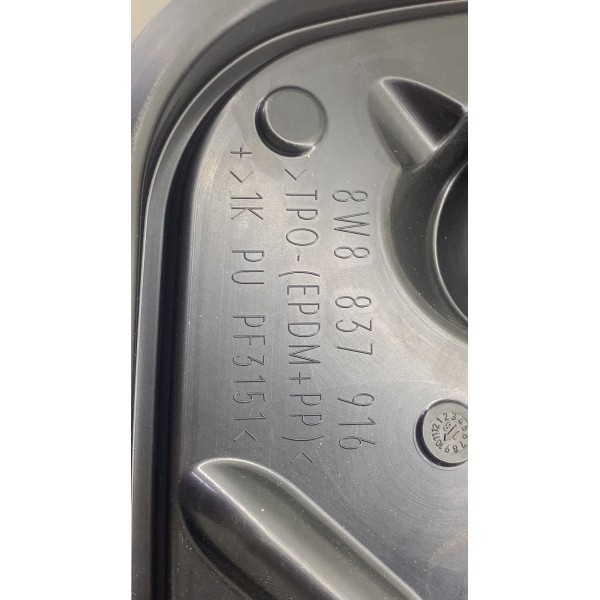 8W8 837 916
>TPO-(EPDM+PP)<
+>1K PU PF3151<